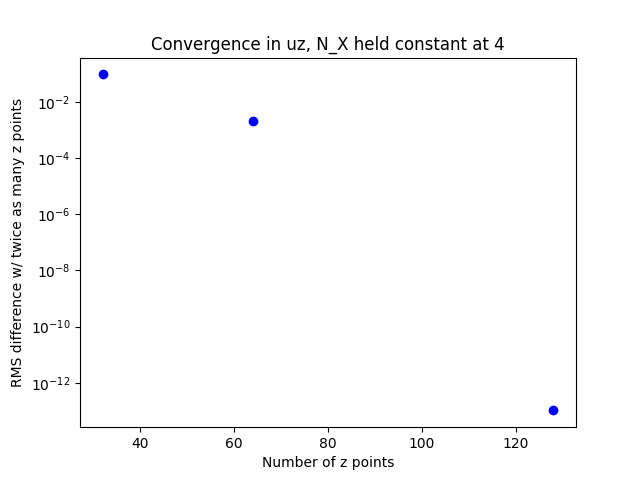 Convergence in uz, N_X held constant at 4
RMS difference w/ twice as many z points
10⁻²
10⁻⁴
10⁻⁶
10⁻⁸
10⁻¹⁰
10⁻¹²
40 60 80 100 120
Number of z points